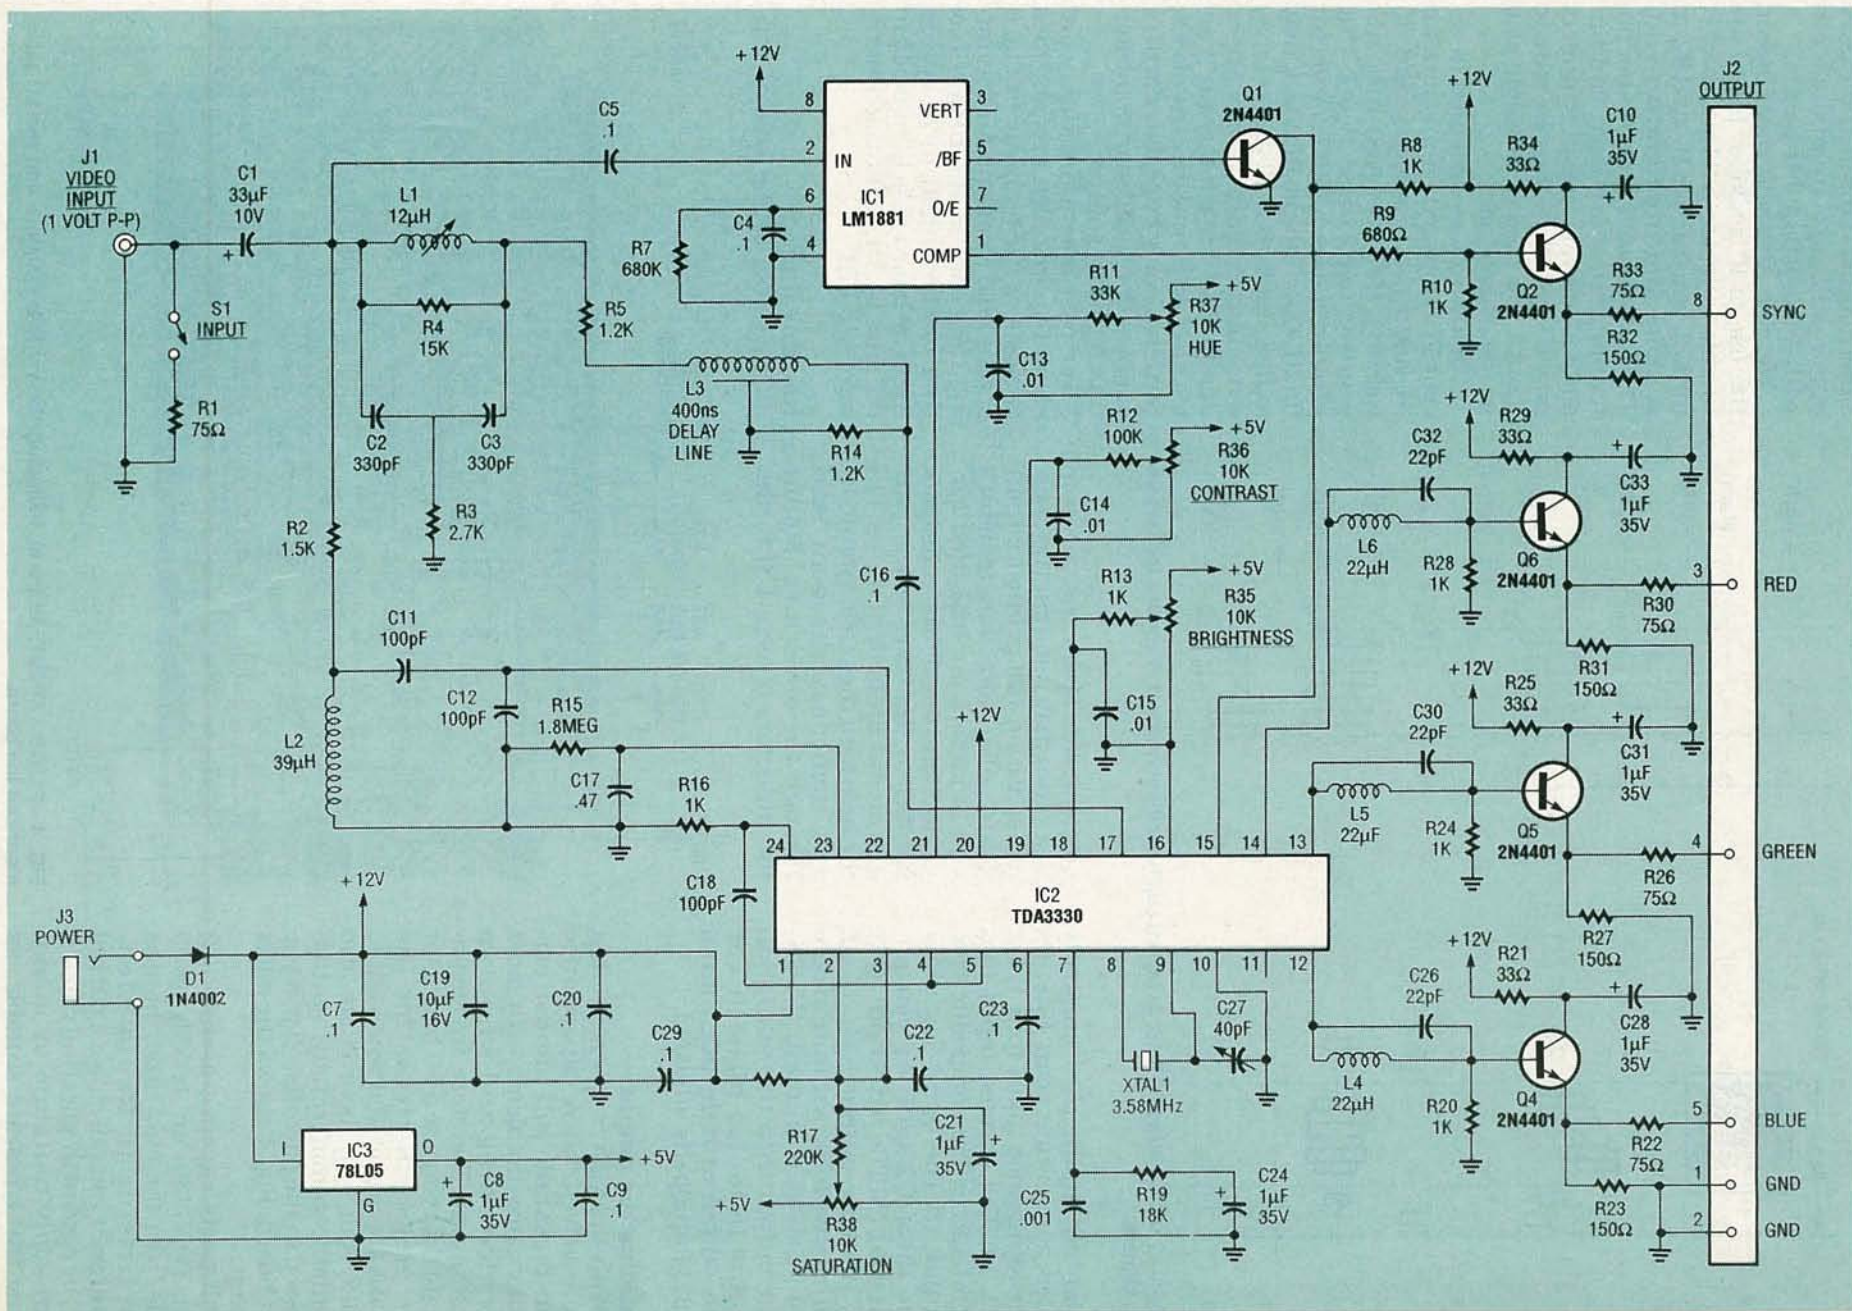 J1
VIDEO
INPUT
(1 VOLT P-P)
S1
INPUT
R1
75Ω
C1
33µF
10V
+
L1
12µH
R4
15K
C2
330pF
C3
330pF
R3
2.7K
R2
1.5K
C5
.1
+12V
8
2
6
4
IN
VERT
/BF
O/E
COMP
IC1
LM1881
3
5
7
1
R7
680K
C4
.1
R5
1.2K
L3
400ns
DELAY
LINE
R14
1.2K
C16
.1
Q1
2N4401
R8
1K
+12V
R34
33Ω
C10
1µF
35V
+
R9
680Ω
R10
1K
Q2
2N4401
R33
75Ω
R32
150Ω
J2
OUTPUT
8
SYNC
R11
33K
+5V
R37
10K
HUE
C13
.01
R12
100K
+5V
R36
10K
CONTRAST
C14
.01
R13
1K
+5V
R35
10K
BRIGHTNESS
C15
.01
+12V
R29
33Ω
C32
22pF
+
C33
1µF
35V
L6
22µH
R28
1K
Q6
2N4401
R30
75Ω
R31
150Ω
3
RED
+12V
R25
33Ω
C30
22pF
+
C31
1µF
35V
L5
22µF
R24
1K
Q5
2N4401
R26
75Ω
R27
150Ω
4
GREEN
+12V
R21
33Ω
C26
22pF
+
C28
1µF
35V
L4
22µH
R20
1K
Q4
2N4401
R22
75Ω
R23
150Ω
5
BLUE
1
GND
2
GND
C11
100pF
C12
100pF
R15
1.8MEG
L2
39µH
C17
.47
R16
1K
C18
100pF
+12V
24
23
22
21
20
19
18
17
16
15
14
13
IC2
TDA3330
1
2
3
4
5
6
7
8
9
10
11
12
J3
POWER
D1
1N4002
+12V
C7
.1
C19
10µF
16V
C20
.1
C29
.1
C22
.1
C23
.1
C27
40pF
XTAL1
3.58MHz
I
IC3
78L05
O
G
+5V
+
C8
1µF
35V
C9
.1
R17
220K
C21
1µF
35V
+
+5V
R38
10K
SATURATION
C25
.001
R19
18K
+
C24
1µF
35V